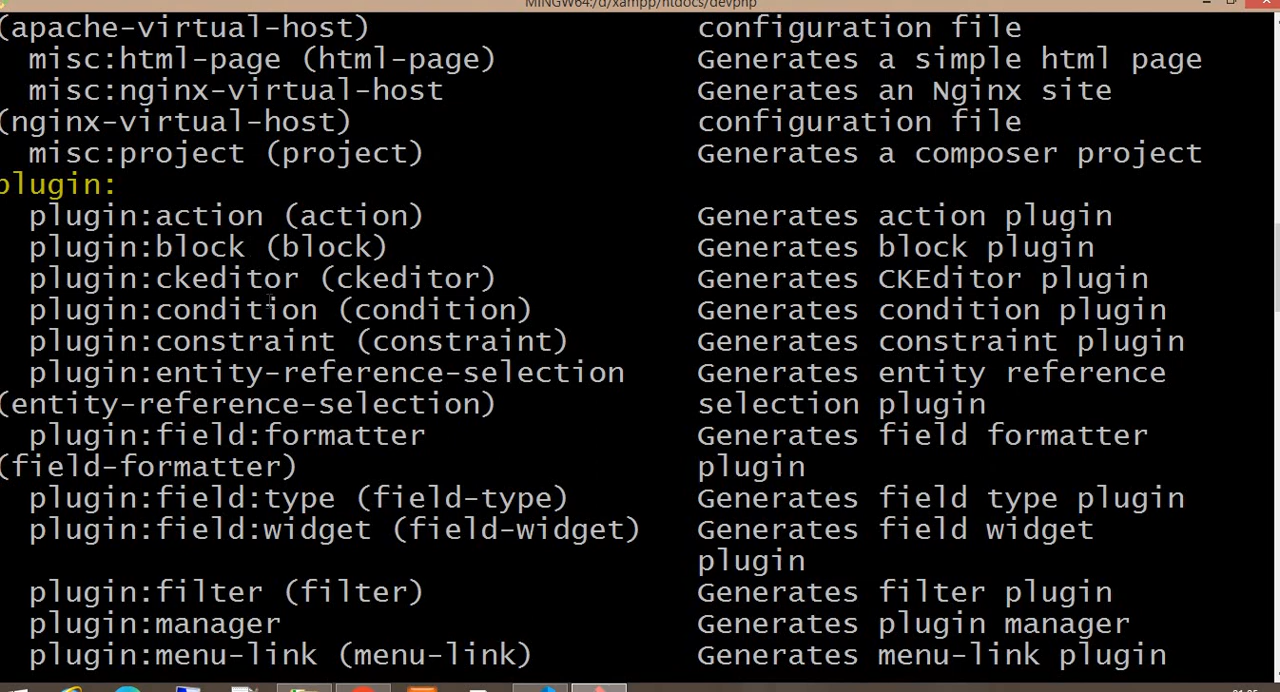 MINGW64:/d/xampp/htdocs/devphp
(apache-virtual-host) configuration file
misc:html-page (html-page) Generates a simple html page
misc:nginx-virtual-host Generates an Nginx site
(nginx-virtual-host) configuration file
misc:project (project) Generates a composer project
plugin:
plugin:action (action) Generates action plugin
plugin:block (block) Generates block plugin
plugin:ckeditor (ckeditor) Generates CKEditor plugin
plugin:condition (condition) Generates condition plugin
plugin:constraint (constraint) Generates constraint plugin
plugin:entity-reference-selection Generates entity reference
(entity-reference-selection) selection plugin
plugin:field:formatter Generates field formatter
(field-formatter) plugin
plugin:field:type (field-type) Generates field type plugin
plugin:field:widget (field-widget) Generates field widget
plugin
plugin:filter (filter) Generates filter plugin
plugin:manager Generates plugin manager
plugin:menu-link (menu-link) Generates menu-link plugin